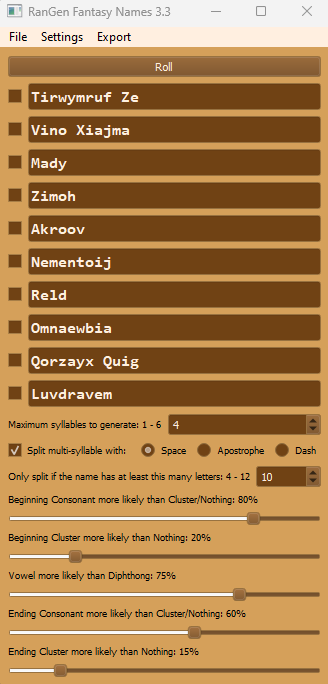 RanGen Fantasy Names 3.3
File Settings Export
Roll
Tirwymruf Ze
Vino Xiajma
Mady
Zimoh
Akroov
Nementoij
Reld
Omnaewbia
Qorzayx Quig
Luvdravem
Maximum syllables to generate: 1 - 6 4
Split multi-syllable with: Space Apostrophe Dash
Only split if the name has at least this many letters: 4 - 12 10
Beginning Consonant more likely than Cluster/Nothing: 80%
Beginning Cluster more likely than Nothing: 20%
Vowel more likely than Diphthong: 75%
Ending Consonant more likely than Cluster/Nothing: 60%
Ending Cluster more likely than Nothing: 15%